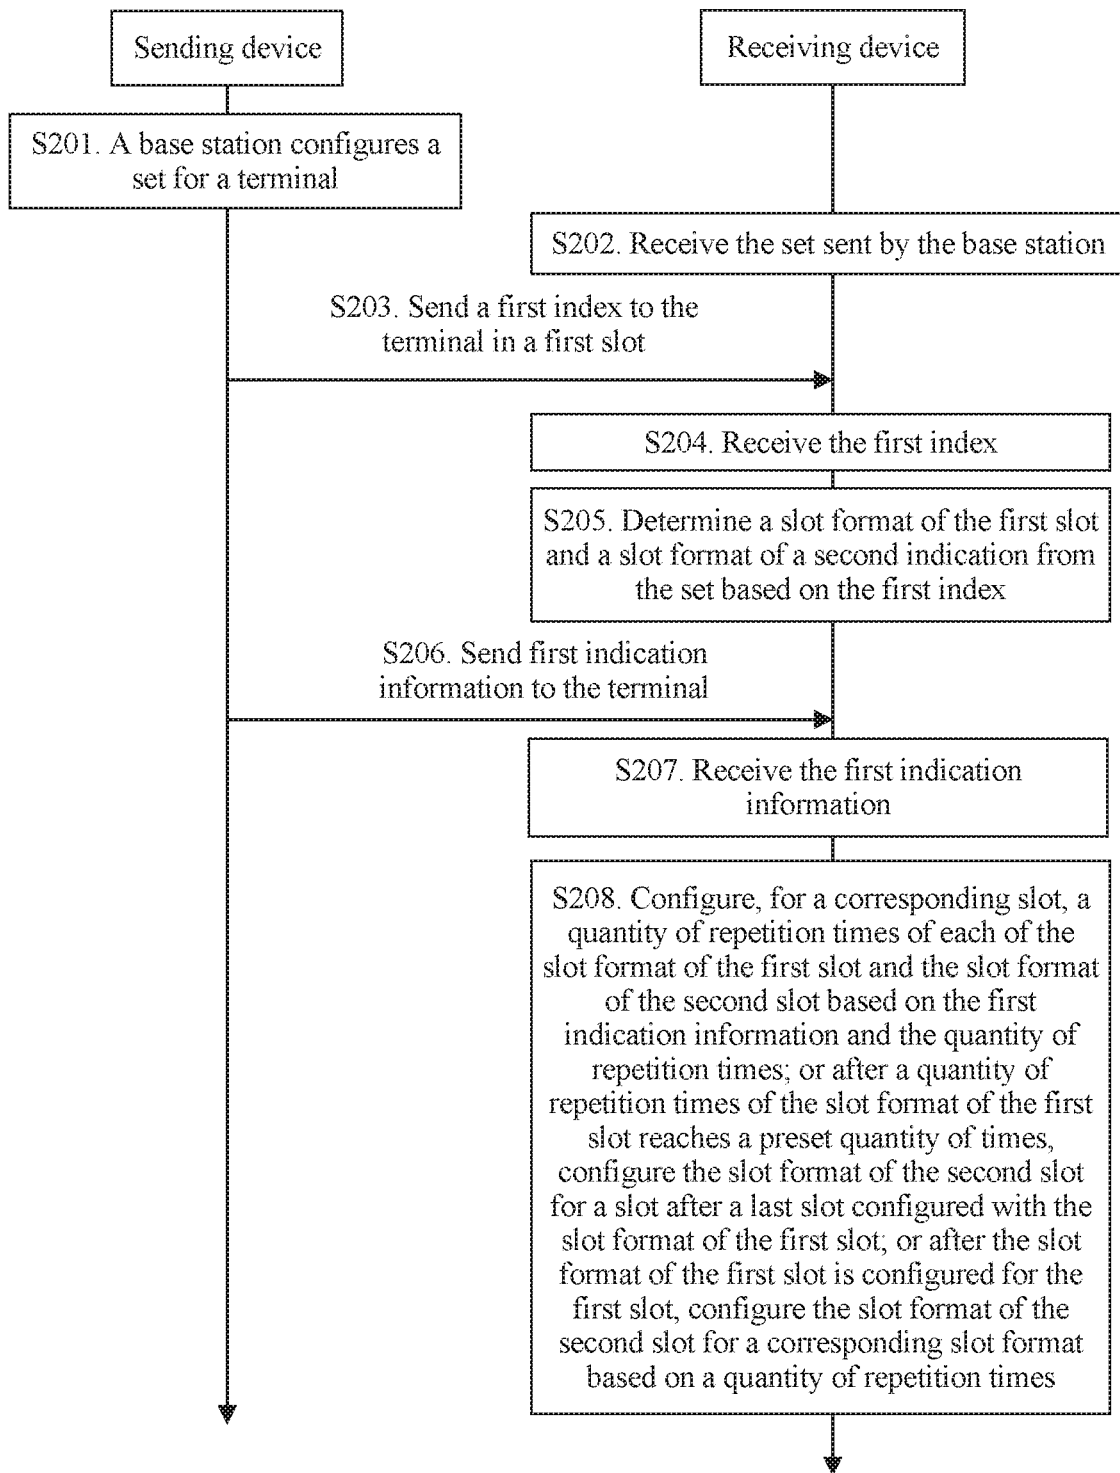 Sending device
Receiving device
S201. A base station configures a
set for a terminal
S202. Receive the set sent by the base station
S203. Send a first index to the
terminal in a first slot
S204. Receive the first index
S205. Determine a slot format of the first slot
and a slot format of a second indication from
the set based on the first index
S206. Send first indication
information to the terminal
S207. Receive the first indication
information
S208. Configure, for a corresponding slot, a
quantity of repetition times of each of the
slot format of the first slot and the slot format
of the second slot based on the first
indication information and the quantity of
repetition times; or after a quantity of
repetition times of the slot format of the first
slot reaches a preset quantity of times,
configure the slot format of the second slot
for a slot after a last slot configured with the
slot format of the first slot; or after the slot
format of the first slot is configured for the
first slot, configure the slot format of the
second slot for a corresponding slot format
based on a quantity of repetition times